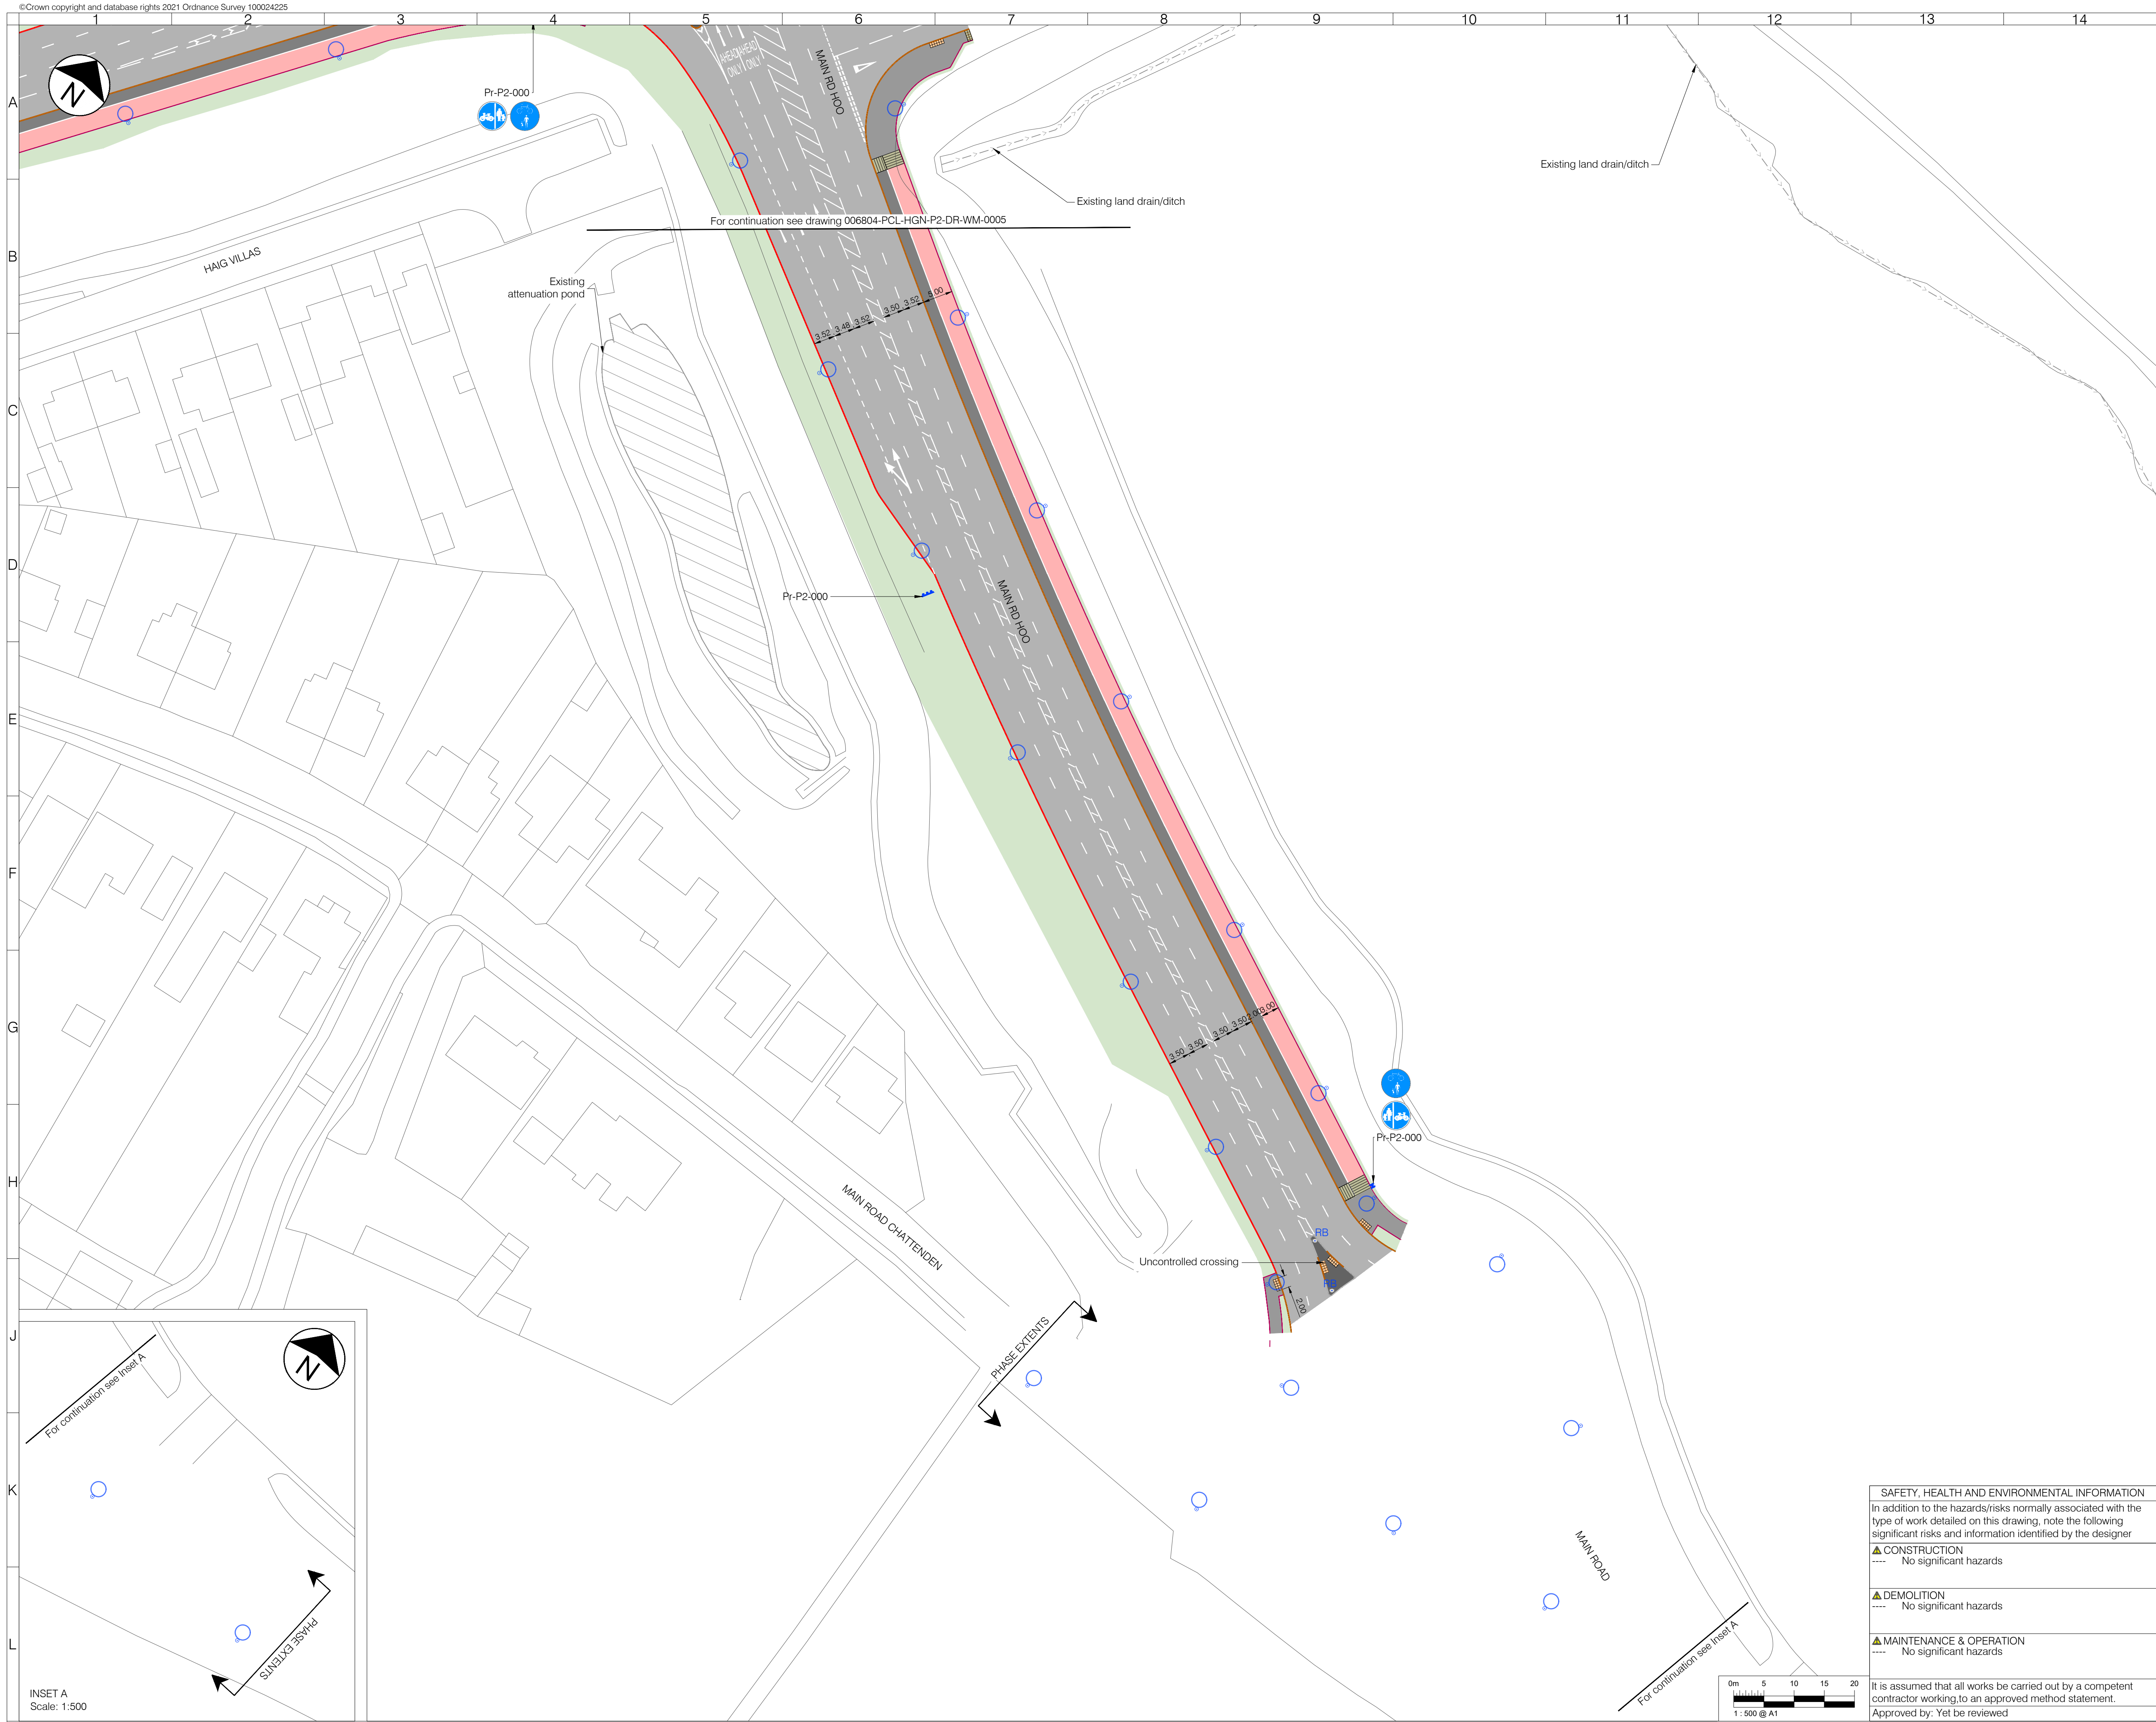 ©Crown copyright and database rights 2021 Ordnance Survey 100024225
1 2 3 4 5 6 7 8 9 10 11 12 13 14
A
B
C
D
E
F
G
H
J
K
L
N
Pr-P2-000
AHEAD ONLY
AHEAD ONLY
MAIN RD HOO
Existing land drain/ditch
Existing land drain/ditch
For continuation see drawing 006804-PCL-HGN-P2-DR-WM-0005
HAIG VILLAS
Existing
attenuation pond
3.52 3.48 3.52 3.50 3.52 5.00
Pr-P2-000
MAIN RD HOO
3.50 3.50 3.50 3.50 2.00 3.00
Pr-P2-000
MAIN ROAD CHATTENDEN
RB
Uncontrolled crossing
RB
2.00
PHASE EXTENTS
N
For continuation see Inset A
PHASE EXTENTS
INSET A
Scale: 1:500
MAIN ROAD
For continuation see Inset A
0m 5 10 15 20
1 : 500 @ A1
SAFETY, HEALTH AND ENVIRONMENTAL INFORMATION
In addition to the hazards/risks normally associated with the
type of work detailed on this drawing, note the following
significant risks and information identified by the designer
CONSTRUCTION
---- No significant hazards
DEMOLITION
---- No significant hazards
MAINTENANCE & OPERATION
---- No significant hazards
It is assumed that all works be carried out by a competent
contractor working,to an approved method statement.
Approved by: Yet be reviewed